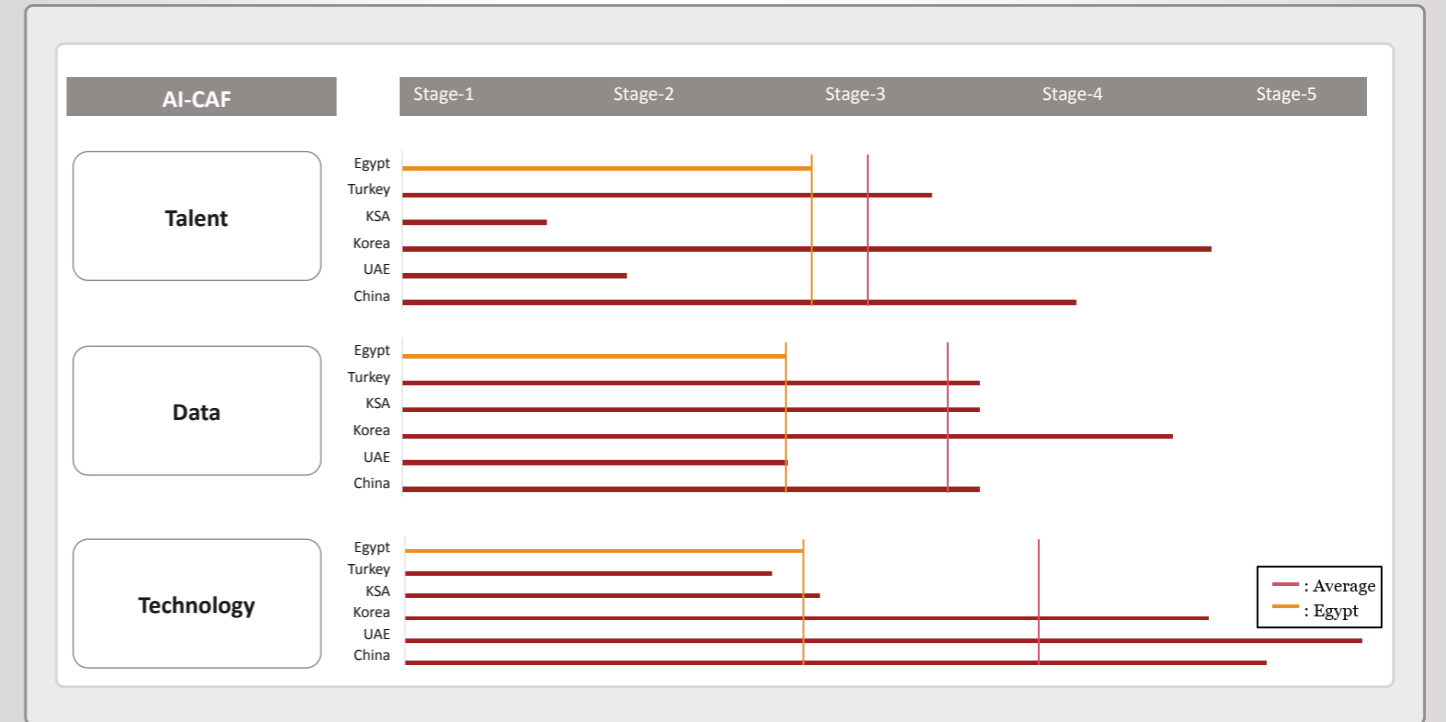 AI-CAF
Stage-1 Stage-2 Stage-3 Stage-4 Stage-5
Talent
Egypt
Turkey
KSA
Korea
UAE
China
Data
Egypt
Turkey
KSA
Korea
UAE
China
Technology
Egypt
Turkey
KSA
Korea
UAE
China
: Average
: Egypt